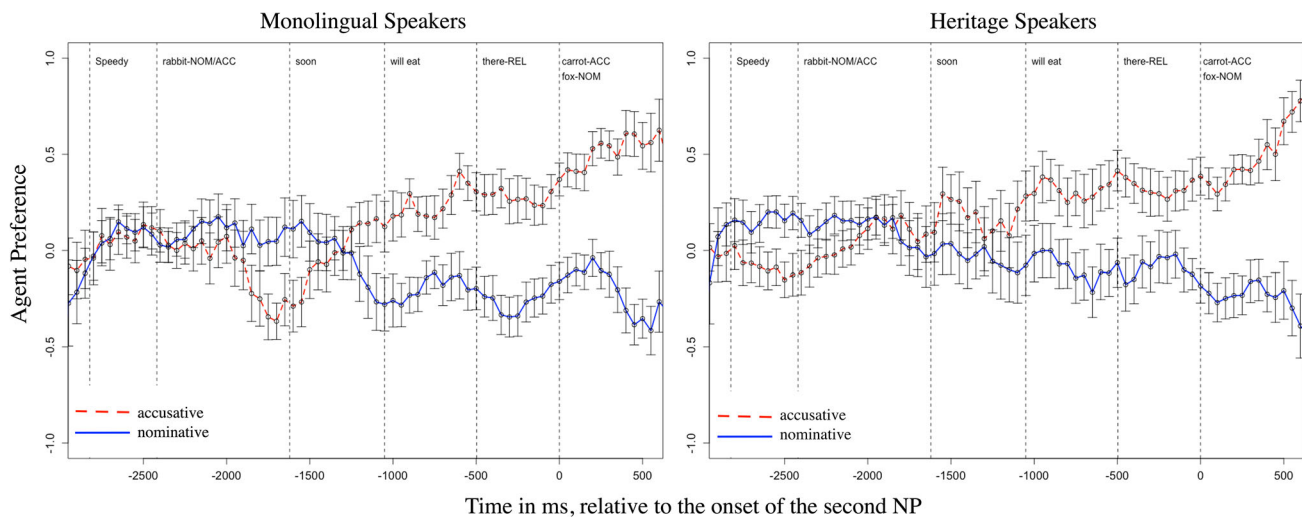 Monolingual Speakers
Heritage Speakers
Agent Preference
1.0
0.5
0.0
-0.5
-1.0
Speedy
rabbit-NOM/ACC
soon
will eat
there-REL
carrot-ACC
fox-NOM
accusative
nominative
-2500
-2000
-1500
-1000
-500
0
500
1.0
0.5
0.0
-0.5
-1.0
Speedy
rabbit-NOM/ACC
soon
will eat
there-REL
carrot-ACC
fox-NOM
accusative
nominative
-2500
-2000
-1500
-1000
-500
0
500
Time in ms, relative to the onset of the second NP